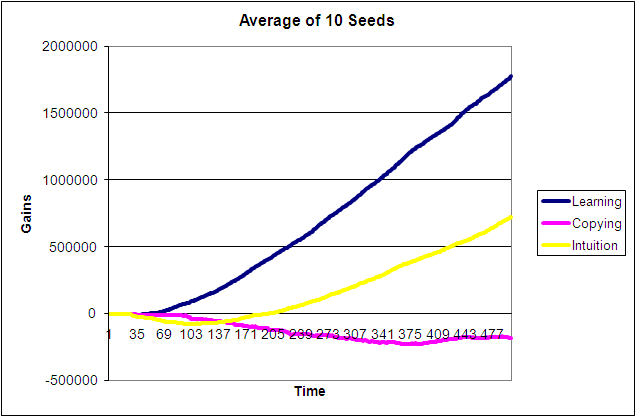 Average of 10 Seeds
2000000
1500000
1000000
500000
0
-500000
Gains
1 35 69 103 137 171 205 239 273 307 341 375 409 443 477
Time
Learning
Copying
Intuition